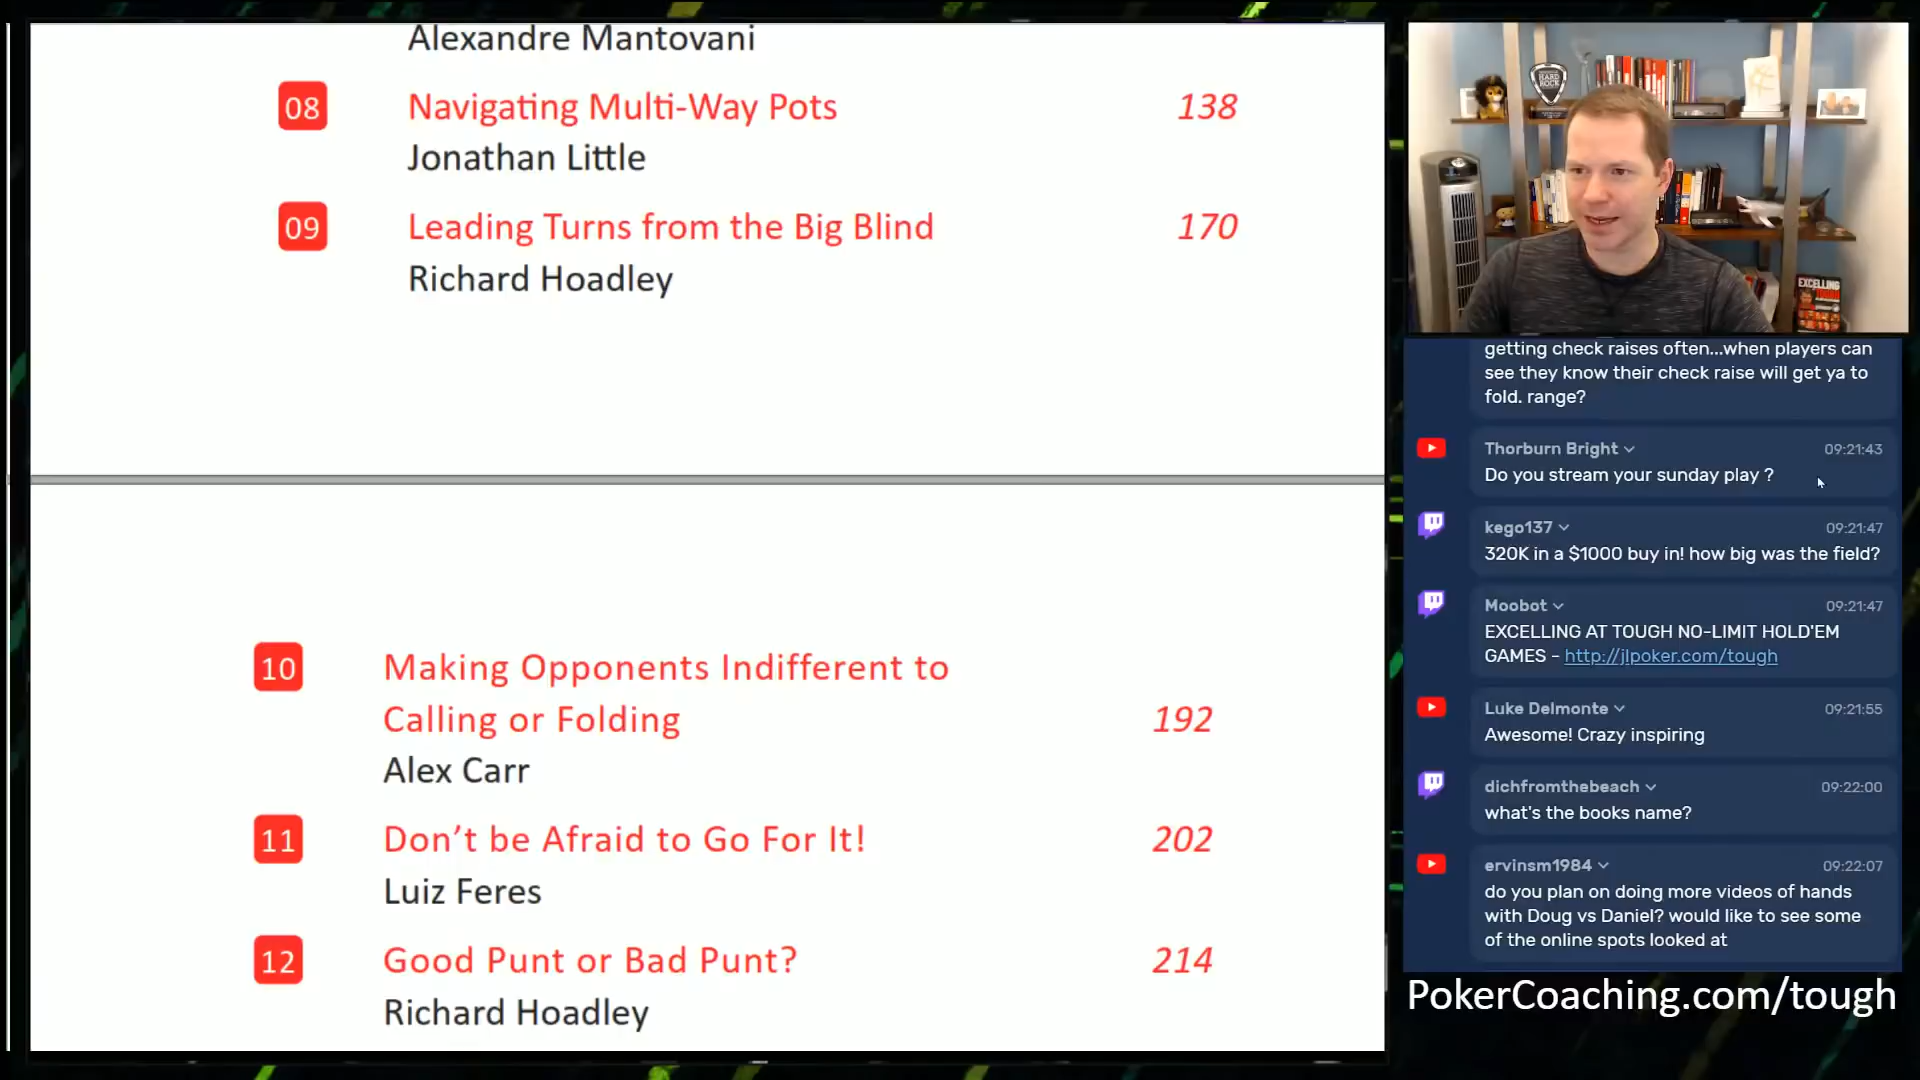 Alexandre Mantovani
08 Navigating Multi-Way Pots 138
Jonathan Little
09 Leading Turns from the Big Blind 170
Richard Hoadley
10 Making Opponents Indifferent to
Calling or Folding 192
Alex Carr
11 Don't be Afraid to Go For It! 202
Luiz Feres
12 Good Punt or Bad Punt? 214
Richard Hoadley
HARD ROCK
EXCELLING
getting check raises often...when players can
see they know their check raise will get ya to
fold. range?
Thorburn Bright 09:21:43
Do you stream your sunday play ?
kego137 09:21:47
320K in a $1000 buy in! how big was the field?
Moobot 09:21:47
EXCELLING AT TOUGH NO-LIMIT HOLD'EM
GAMES - http://jlpoker.com/tough
Luke Delmonte 09:21:55
Awesome! Crazy inspiring
dichfromthebeach 09:22:00
what's the books name?
ervinsm1984 09:22:07
do you plan on doing more videos of hands
with Doug vs Daniel? would like to see some
of the online spots looked at
PokerCoaching.com/tough